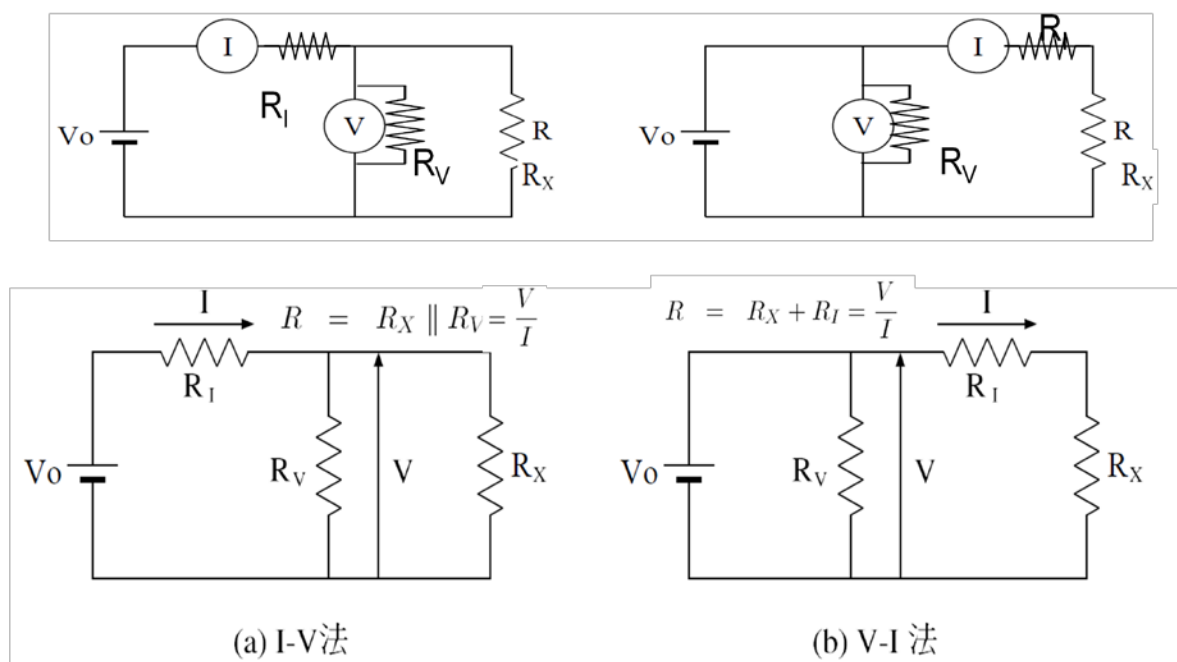 I
R_I
Vo
V
R_V
R
R_X
I
R_I
Vo
V
R_V
R
R_X
I
R = R_X ∥ R_V = V/I
R_I
Vo
R_V
V
R_X
R = R_X + R_I = V/I
I
R_I
Vo
R_V
V
R_X
(a) I-V法
(b) V-I 法